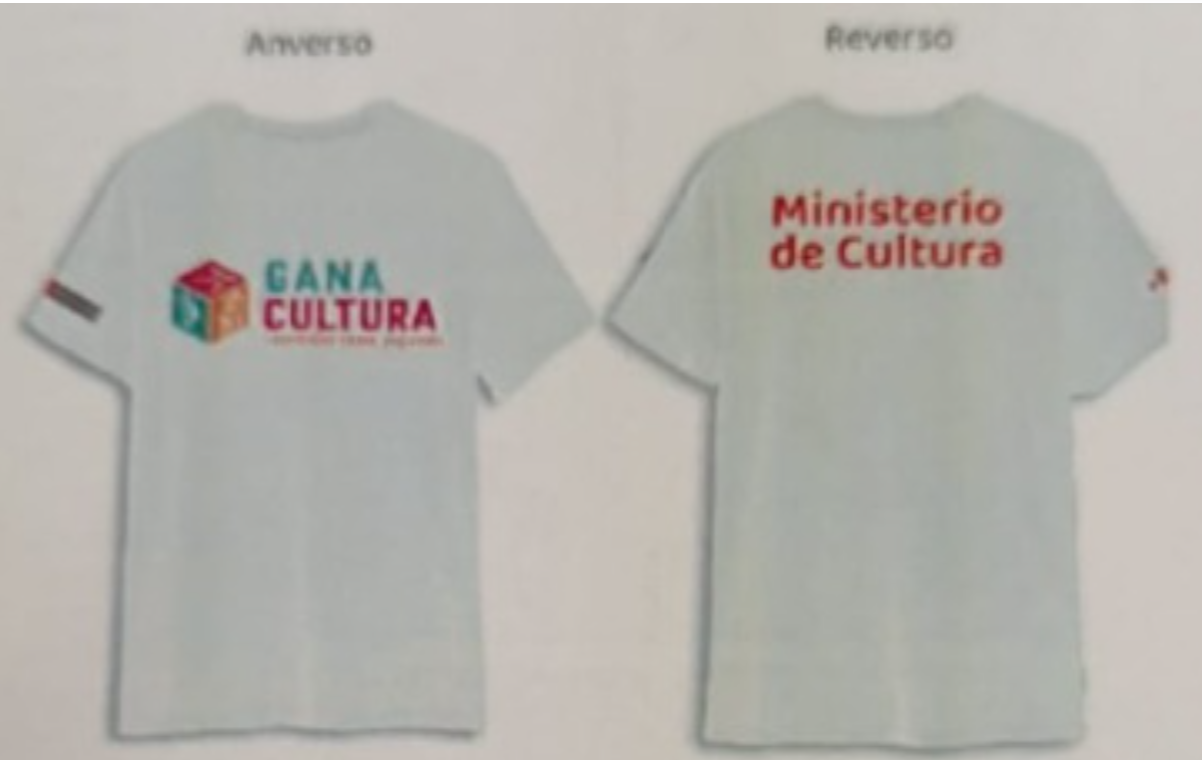 Anverso
Reverso
GANA
CULTURA
Ministerio
de Cultura